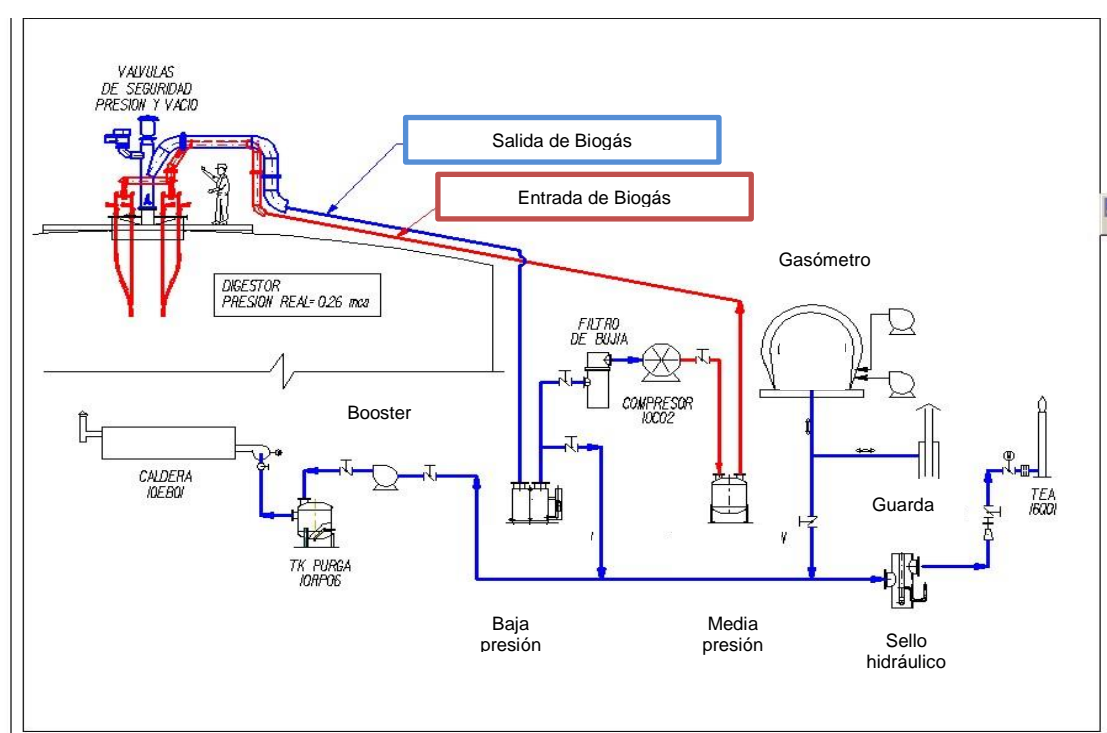 VALVULAS
DE SEGURIDAD
PRESION Y VACIO
Salida de Biogás
Entrada de Biogás
DIGESTOR
PRESION REAL= 0.26 mca
Gasómetro
FILTRO
DE BUJIA
COMPRESOR
10C02
Booster
CALDERA
10EB01
TK PURGA
10RP06
Guarda
TEA
16Q01
Baja
presión
Media
presión
Sello
hidráulico